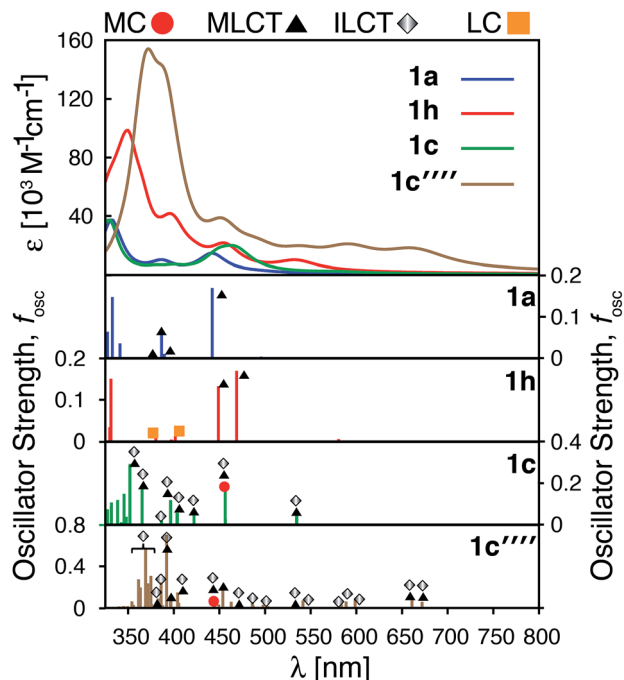 MC MLCT ILCT LC
160
120
80
40
ε [10³ M⁻¹cm⁻¹]
1a
1h
1c
1c′′′′
0.2
0.1
0
1a
0.2
0.1
0
1h
0.4
0.2
0
1c
0.8
0.4
0
1c′′′′
Oscillator Strength, fosc
Oscillator Strength, fosc
350 400 450 500 550 600 650 700 750 800
λ [nm]